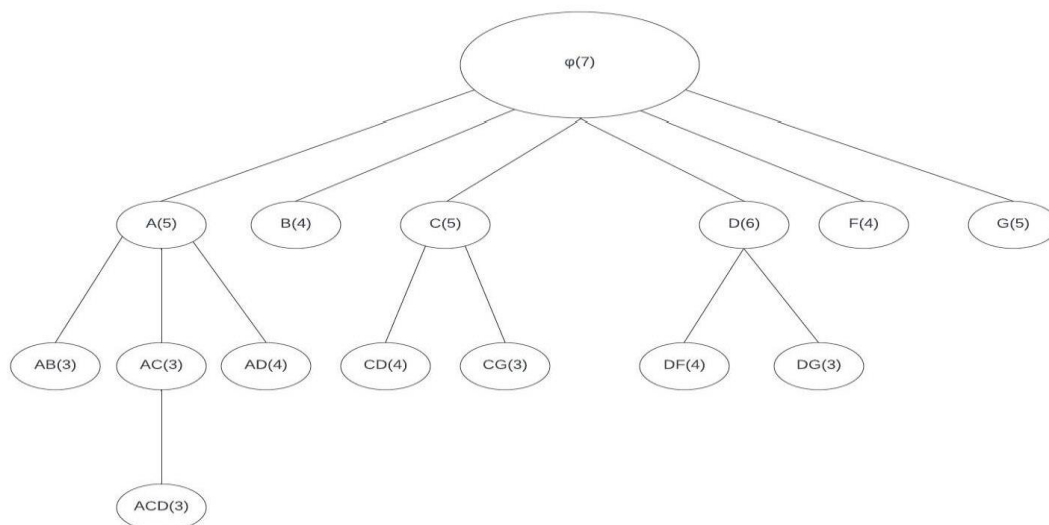 φ(7)
A(5)
B(4)
C(5)
D(6)
F(4)
G(5)
AB(3)
AC(3)
AD(4)
CD(4)
CG(3)
DF(4)
DG(3)
ACD(3)